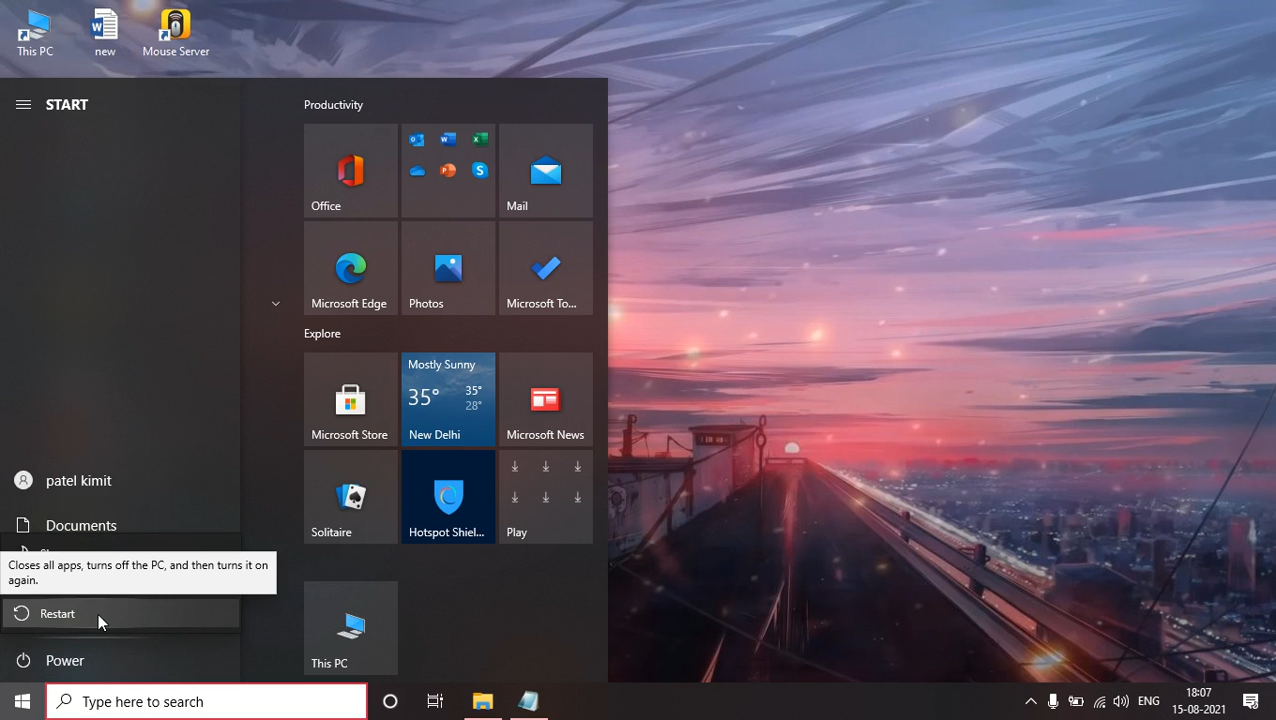 This PC
new
Mouse Server
START
Productivity
Office
Mail
Microsoft Edge
Photos
Microsoft To...
Explore
Microsoft Store
Mostly Sunny
35°
35°
28°
New Delhi
Microsoft News
Solitaire
Hotspot Shiel...
Play
This PC
patel kimit
Documents
Closes all apps, turns off the PC, and then turns it on
again.
Restart
Power
Type here to search
ENG
18:07
15-08-2021